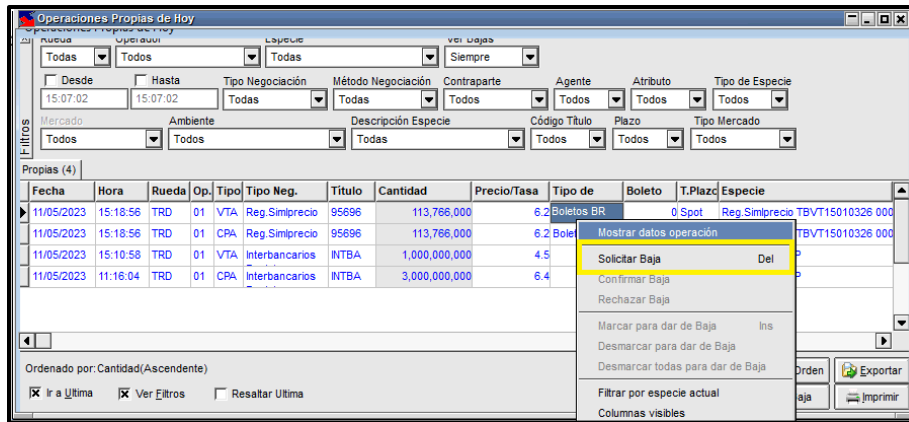 Operaciones Propias de Hoy
Operaciones Propias de Hoy
Rueda Operador Especie Ver Bajas
Todas Todos Todas Siempre
Desde Hasta Tipo Negociación Método Negociación Contraparte Agente Atributo Tipo de Especie
15:07:02 15:07:02 Todas Todas Todos Todos Todos Todos
Mercado Ambiente Descripción Especie Código Título Plazo Tipo Mercado
Todos Todos Todas Todos Todos Todos
Filtros
Propias (4)
Fecha Hora Rueda Op. Tipo Tipo Neg. Título Cantidad Precio/Tasa Tipo de Boleto T.Plazo Especie
11/05/2023 15:18:56 TRD 01 VTA Reg.Simlprecio 95696 113,766,000 6.2 Boletos BR 0 Spot Reg.Simlprecio TBVT15010326 000
11/05/2023 15:18:56 TRD 01 CPA Reg.Simlprecio 95696 113,766,000 6.2 TBVT15010326 000
11/05/2023 15:10:58 TRD 01 VTA Interbancarios INTBA 1,000,000,000 4.5
11/05/2023 11:16:04 TRD 01 CPA Interbancarios INTBA 3,000,000,000 6.4
Mostrar datos operación
Solicitar Baja Del
Confirmar Baja
Rechazar Baja
Marcar para dar de Baja Ins
Desmarcar para dar de Baja
Desmarcar todas para dar de Baja
Filtrar por especie actual
Columnas visibles
Ordenado por:Cantidad(Ascendente)
Ir a Ultima Ver Filtros Resaltar Ultima
Orden Exportar
Baja Imprimir